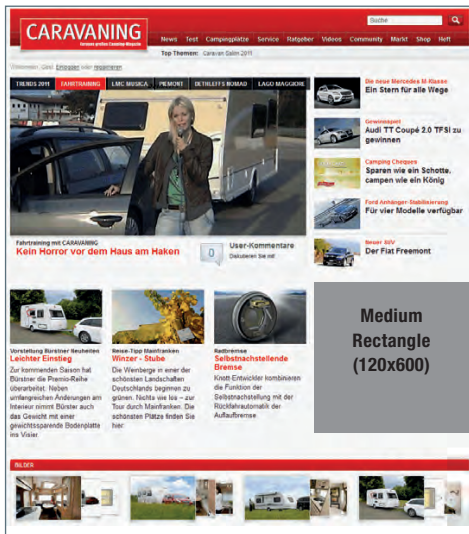 CARAVANING
Europas großes Camping-Magazin
Suche
News Test Campingplätze Service Ratgeber Videos Community Markt Shop Heft
Top Themen: Caravan Salon 2011
Willkommen, Gast. Einloggen oder registrieren
TRENDS 2011 FAHRTRAINING LMC MUSICA PIEMONT DETHLEFFS NOMAD LAGO MAGGIORE
Die neue Mercedes M-Klasse
Ein Stern für alle Wege
Gewinnspiel
Audi TT Coupé 2.0 TFSI zu
gewinnen
Camping Cheques
Sparen wie ein Schotte,
campen wie ein König
Ford Anhänger-Stabilisierung
Für vier Modelle verfügbar
Neuer SUV
Der Fiat Freemont
Fahrtraining mit CARAVANING
Kein Horror vor dem Haus am Haken
0
User-Kommentare
Diskutieren Sie mit!
Vorstellung Bürstner Neuheiten
Leichter Einstieg
Zur kommenden Saison hat
Bürstner die Premio-Reihe
überarbeitet. Neben
umfangreichen Änderungen am
Interieur nimmt Bürster auch
das Gewicht mit einer
gewichtssparende Bodenplatte
ins Visier.
Reise-Tipp Mainfranken
Winzer - Stube
Die Weinberge in einer der
schönsten Landschaften
Deutschlands beginnen zu
grünen. Nichts wie los – zur
Tour durch Mainfranken. Die
schönsten Plätze finden Sie
hier.
Radbremse
Selbstnachstellende
Bremse
Knott-Entwickler kombinieren
die Funktion der
Selbstnachstellung mit der
Rückfahrautomatik der
Auflaufbremse.
Medium
Rectangle
(120x600)
BILDER